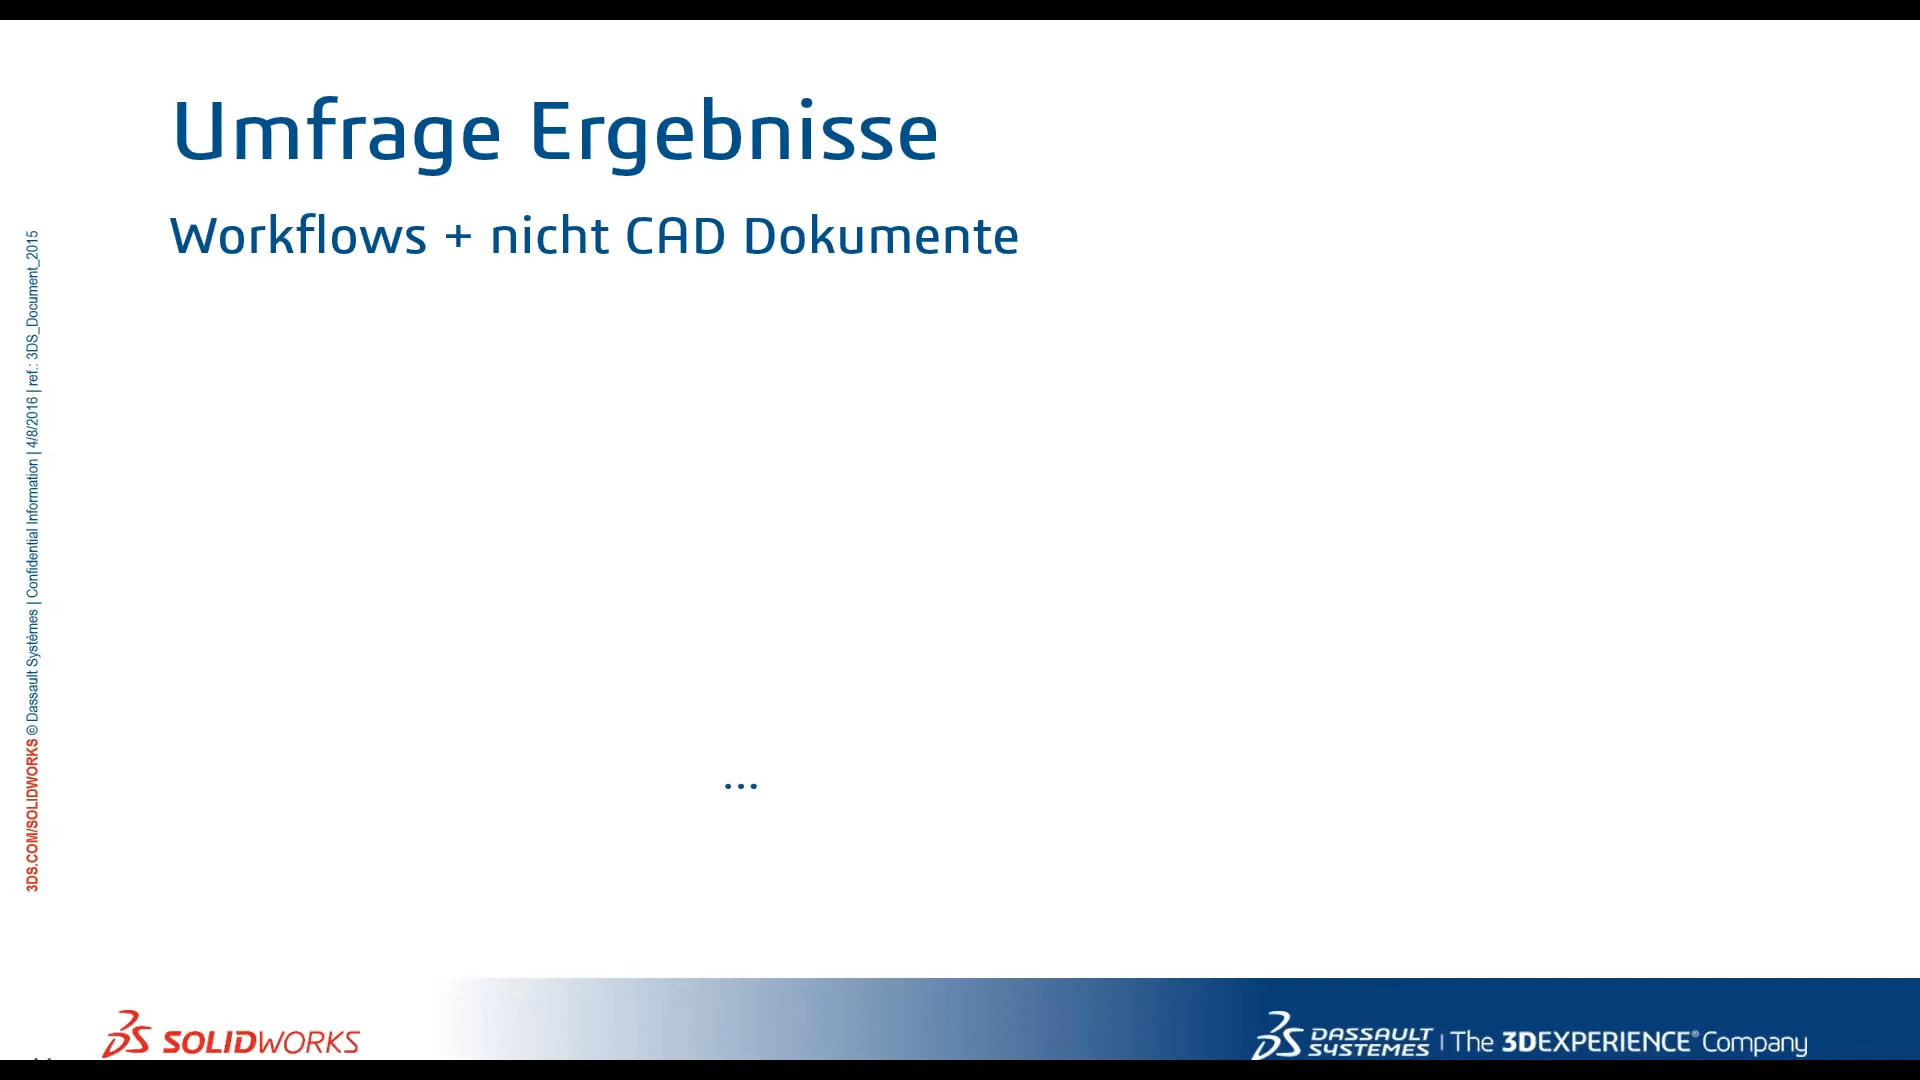 Umfrage Ergebnisse
Workflows + nicht CAD Dokumente
...
3DS.COM/SOLIDWORKS © Dassault Systèmes | Confidential Information | 4/8/2016 | ref.: 3DS_Document_2015
SOLIDWORKS
DASSAULT SYSTEMES | The 3DEXPERIENCE® Company